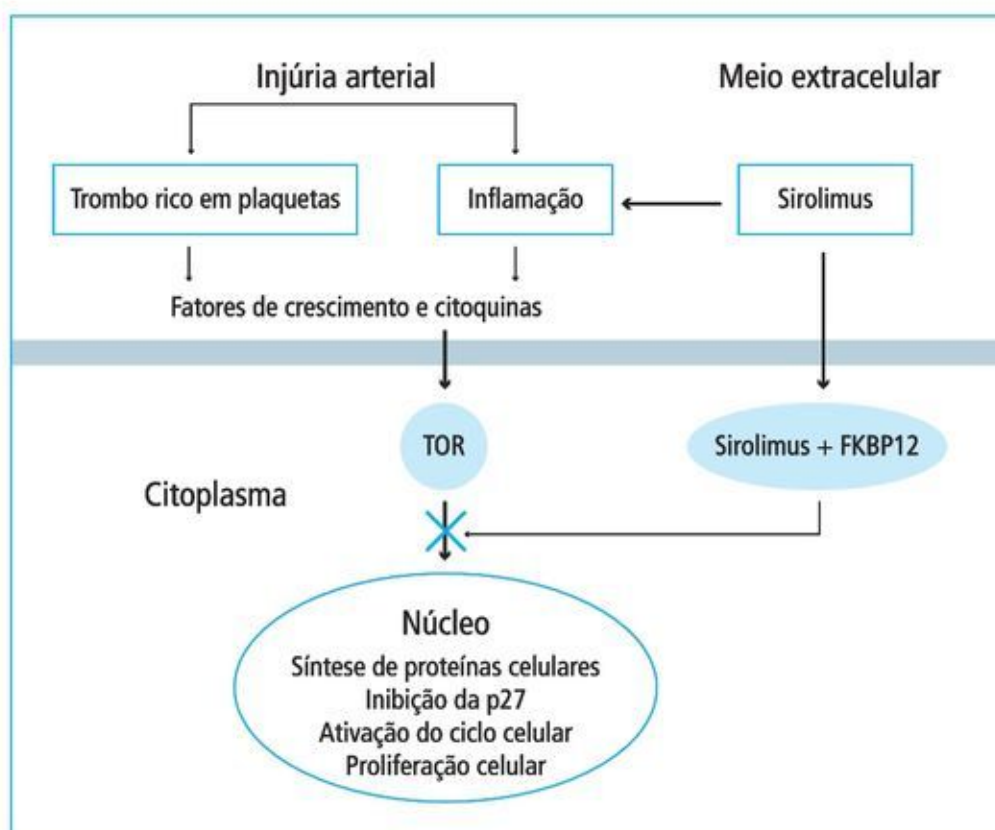 Injúria arterial
Meio extracelular
Trombo rico em plaquetas
Inflamação
Sirolimus
Fatores de crescimento e citoquinas
TOR
Sirolimus + FKBP12
Citoplasma
Núcleo
Síntese de proteínas celulares
Inibição da p27
Ativação do ciclo celular
Proliferação celular